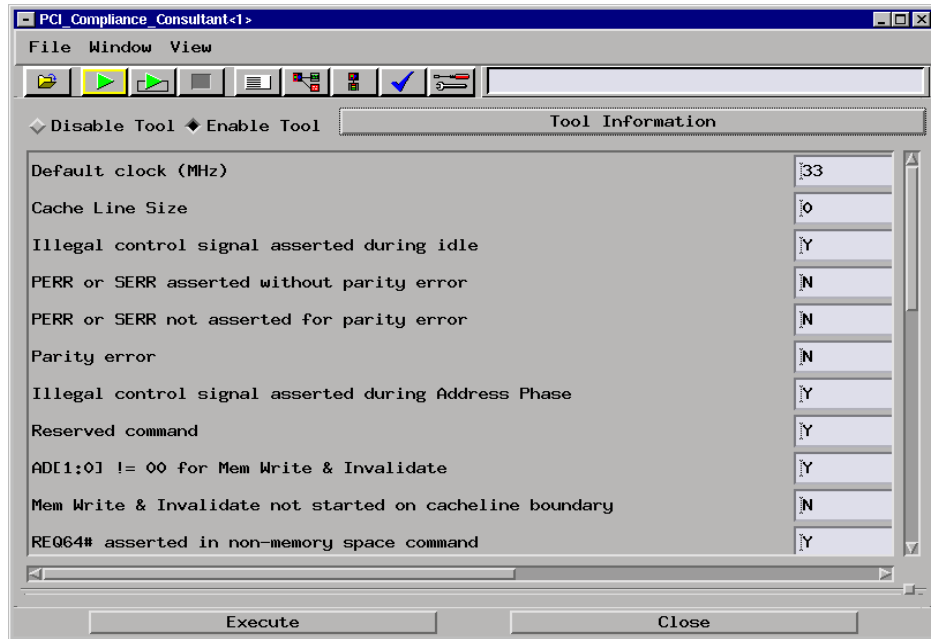 PCI_Compliance_Consultant<1>
File Window View
Disable Tool Enable Tool Tool Information
Default clock (MHz) 33
Cache Line Size 0
Illegal control signal asserted during idle Y
PERR or SERR asserted without parity error N
PERR or SERR not asserted for parity error N
Parity error N
Illegal control signal asserted during Address Phase Y
Reserved command Y
AD[1:0] != 00 for Mem Write & Invalidate Y
Mem Write & Invalidate not started on cacheline boundary N
REQ64# asserted in non-memory space command Y
Execute Close